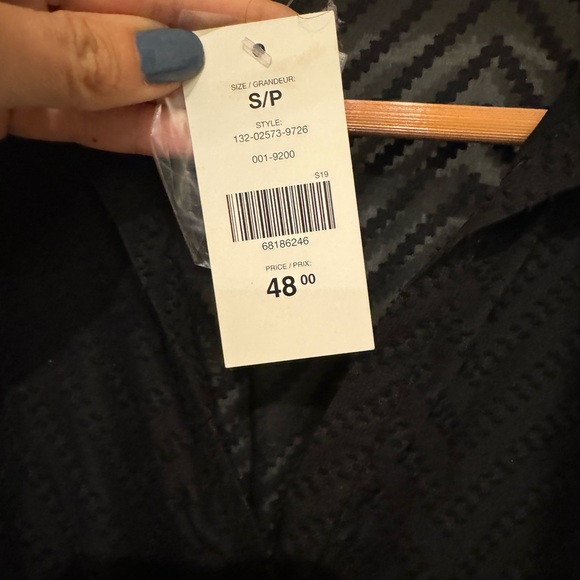 SIZE / GRANDEUR:
S/P
STYLE:
132-02573-9726
001-9200
S19
68186246
PRICE / PRIX:
48 00